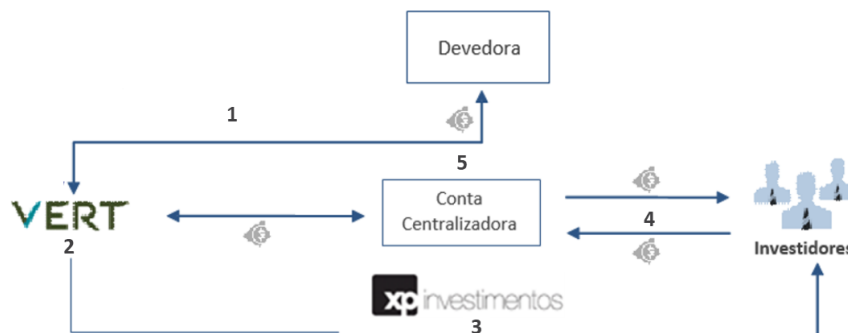 Devedora
1
5
VERT
2
Conta
Centralizadora
4
Investidores
xp investimentos
3